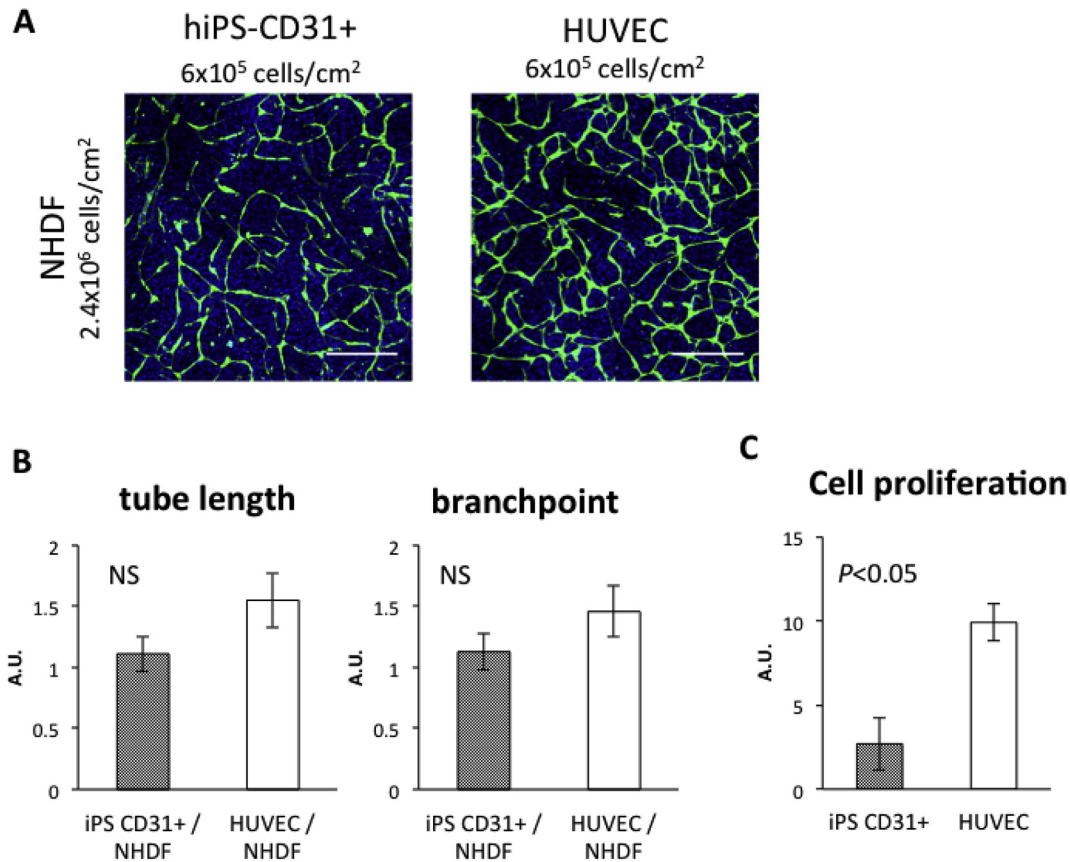 A
hiPS-CD31+
6x10⁵ cells/cm²
HUVEC
6x10⁵ cells/cm²
NHDF
2.4x10⁶ cells/cm²
B
tube length
2
1.5
1
0.5
0
A.U.
NS
iPS CD31+ /
NHDF
HUVEC /
NHDF
branchpoint
2
1.5
1
0.5
0
A.U.
NS
iPS CD31+ /
NHDF
HUVEC /
NHDF
C
Cell proliferation
15
10
5
0
A.U.
P<0.05
iPS CD31+
HUVEC